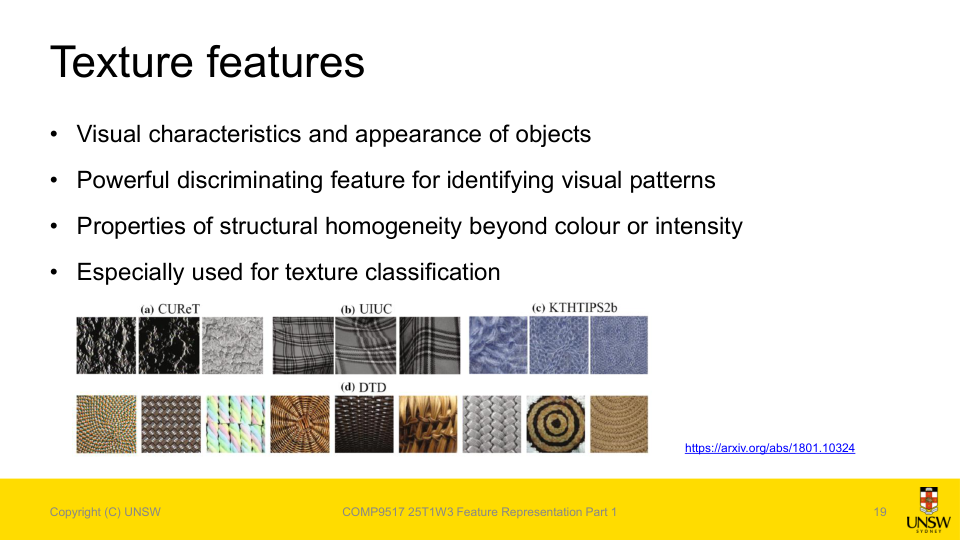 Texture features
• Visual characteristics and appearance of objects
• Powerful discriminating feature for identifying visual patterns
• Properties of structural homogeneity beyond colour or intensity
• Especially used for texture classification
(a) CUReT (b) UIUC (c) KTHTIPS2b
(d) DTD
https://arxiv.org/abs/1801.10324
Copyright (C) UNSW COMP9517 25T1W3 Feature Representation Part 1 19
UNSW
SYDNEY